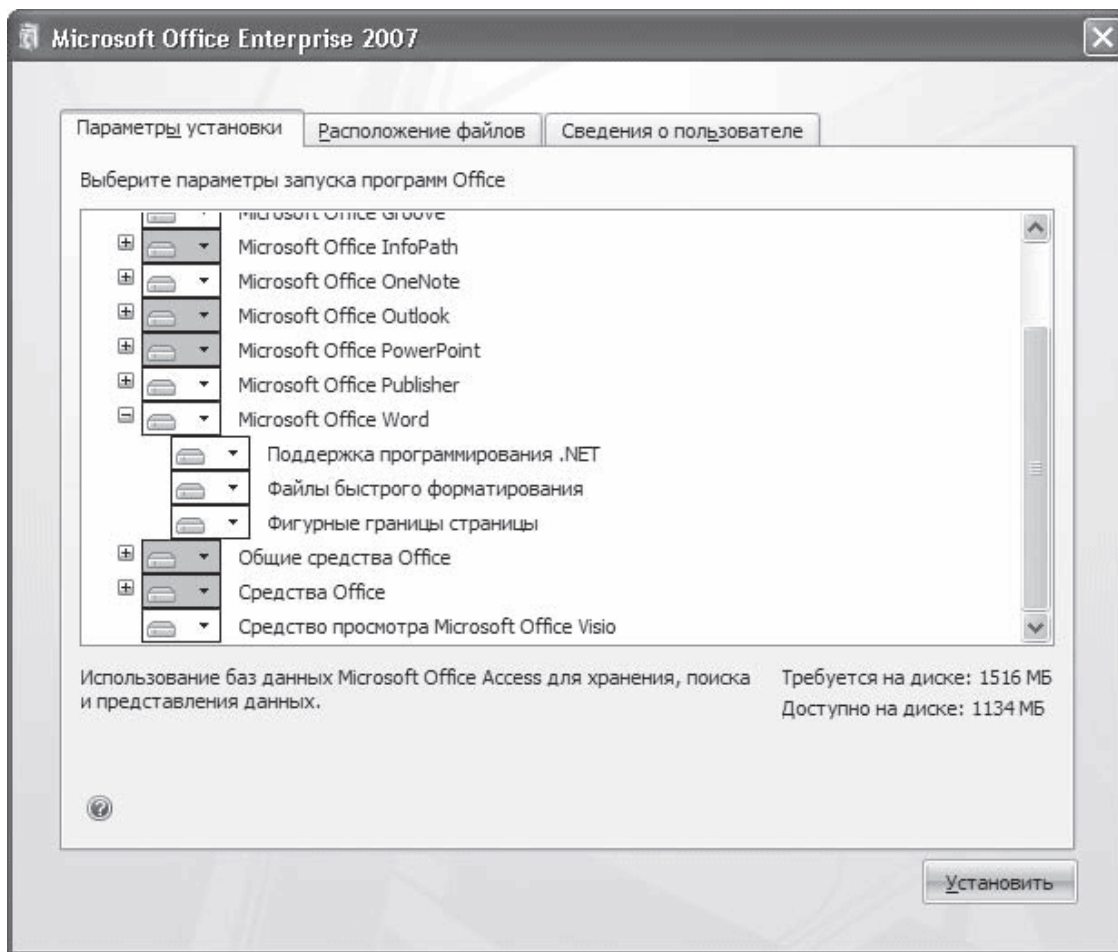 Microsoft Office Enterprise 2007
Параметры установки
Расположение файлов
Сведения о пользователе
Выберите параметры запуска программ Office
Microsoft Office Groove
Microsoft Office InfoPath
Microsoft Office OneNote
Microsoft Office Outlook
Microsoft Office PowerPoint
Microsoft Office Publisher
Microsoft Office Word
Поддержка программирования .NET
Файлы быстрого форматирования
Фигурные границы страницы
Общие средства Office
Средства Office
Средство просмотра Microsoft Office Visio
Использование баз данных Microsoft Office Access для хранения, поиска
и представления данных.
Требуется на диске: 1516 МБ
Доступно на диске: 1134 МБ
Установить